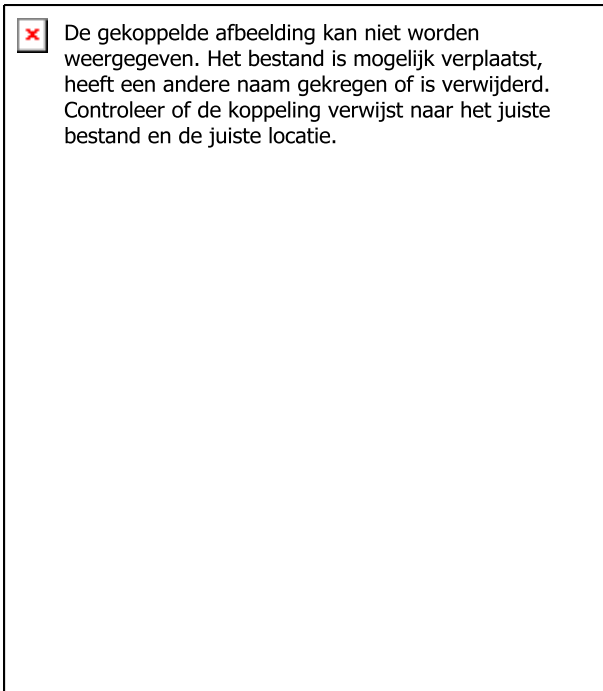 De gekoppelde afbeelding kan niet worden
weergegeven. Het bestand is mogelijk verplaatst,
heeft een andere naam gekregen of is verwijderd.
Controleer of de koppeling verwijst naar het juiste
bestand en de juiste locatie.